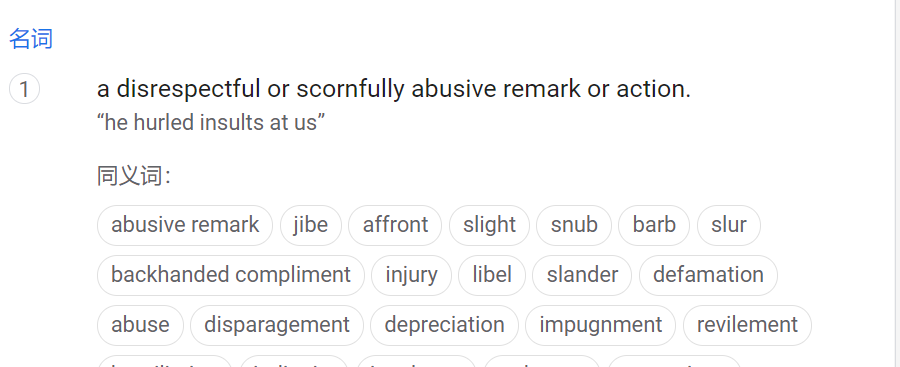 名词
1 a disrespectful or scornfully abusive remark or action.
“he hurled insults at us”
同义词：
abusive remark jibe affront slight snub barb slur
backhanded compliment injury libel slander defamation
abuse disparagement depreciation impugnment revilement